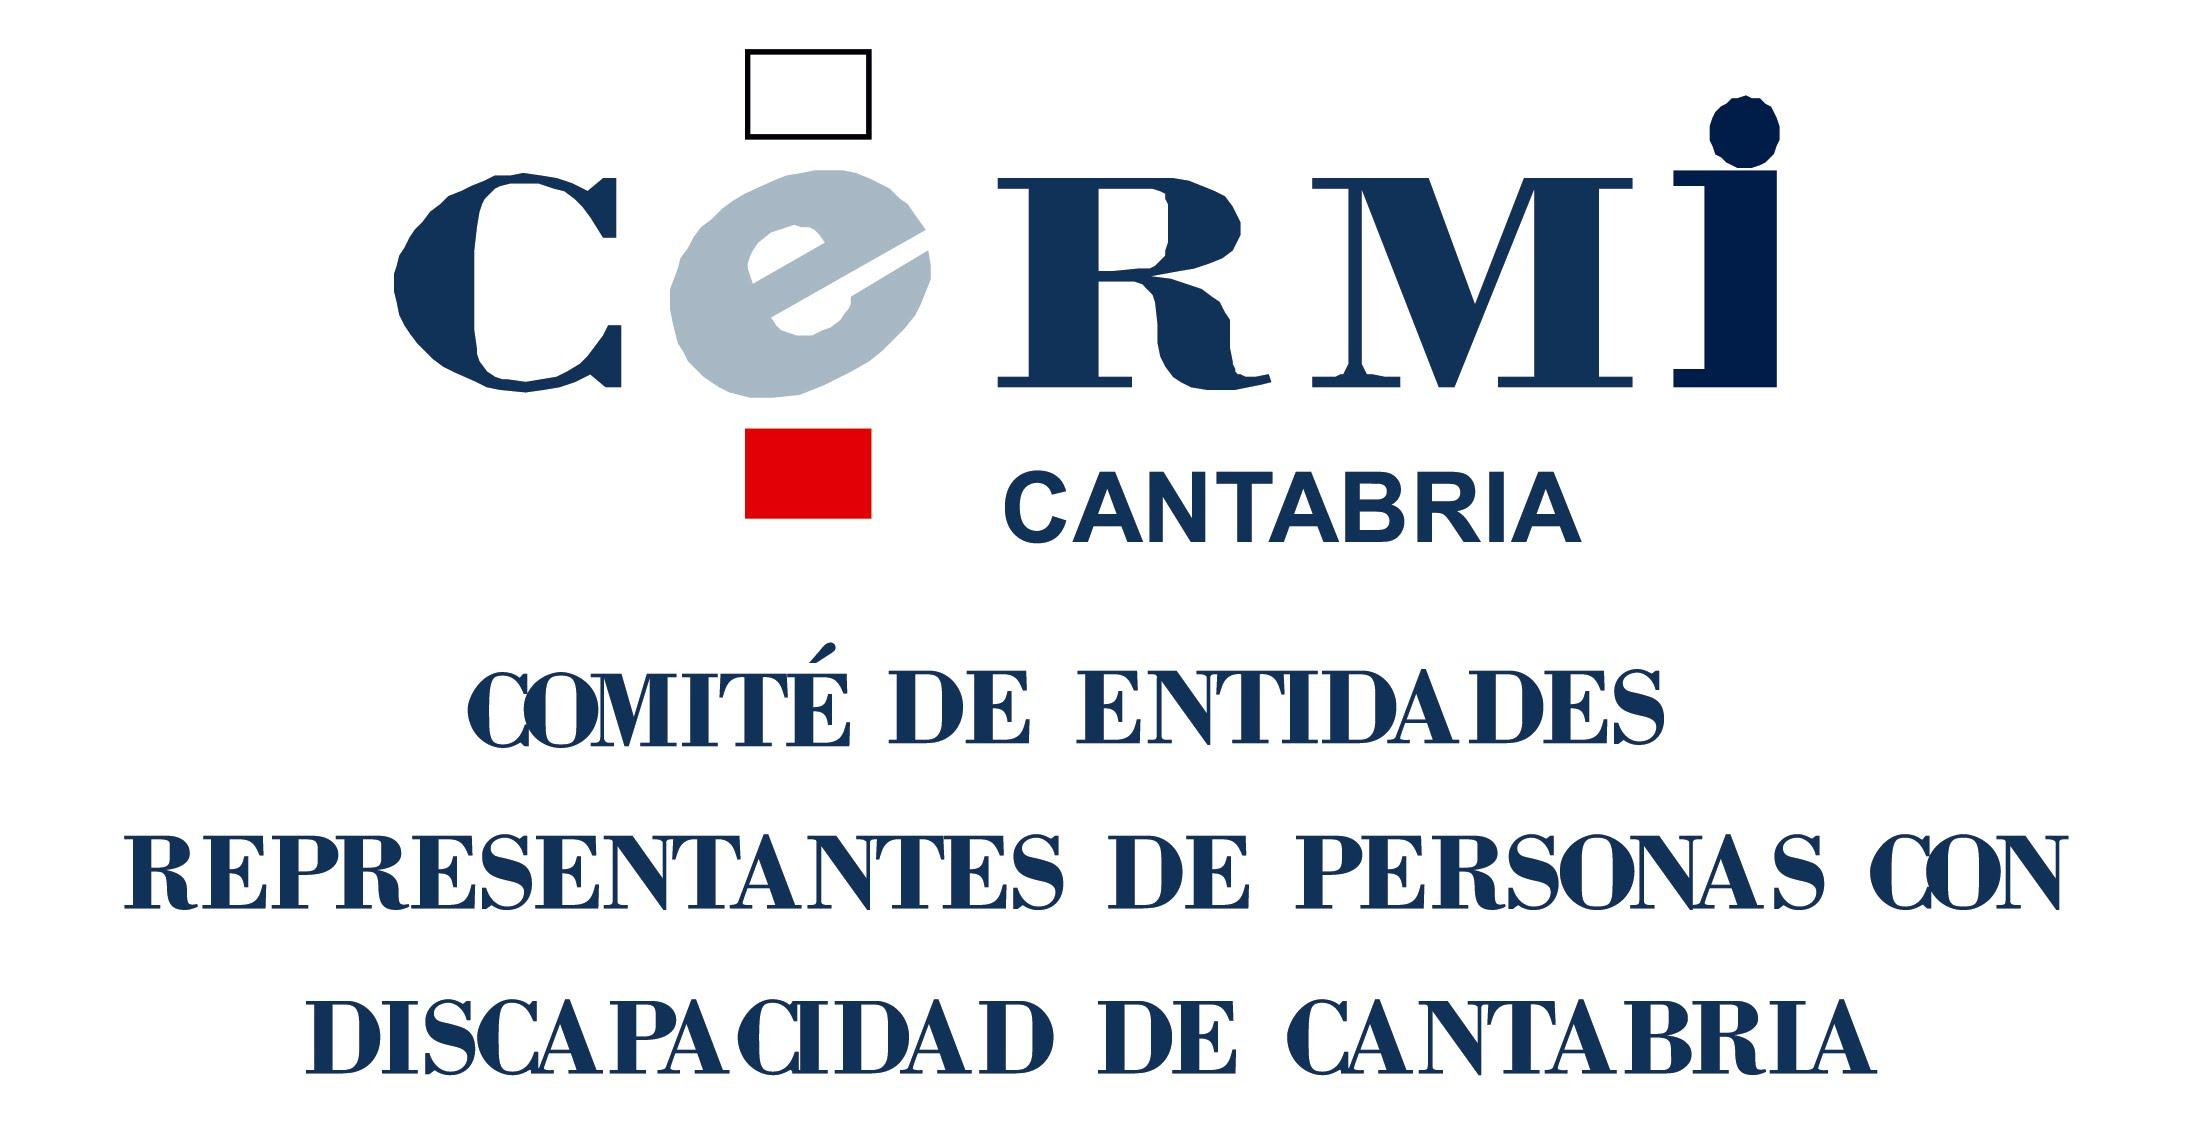 CeRMi
CANTABRIA
COMITÉ DE ENTIDADES
REPRESENTANTES DE PERSONAS CON
DISCAPACIDAD DE CANTABRIA